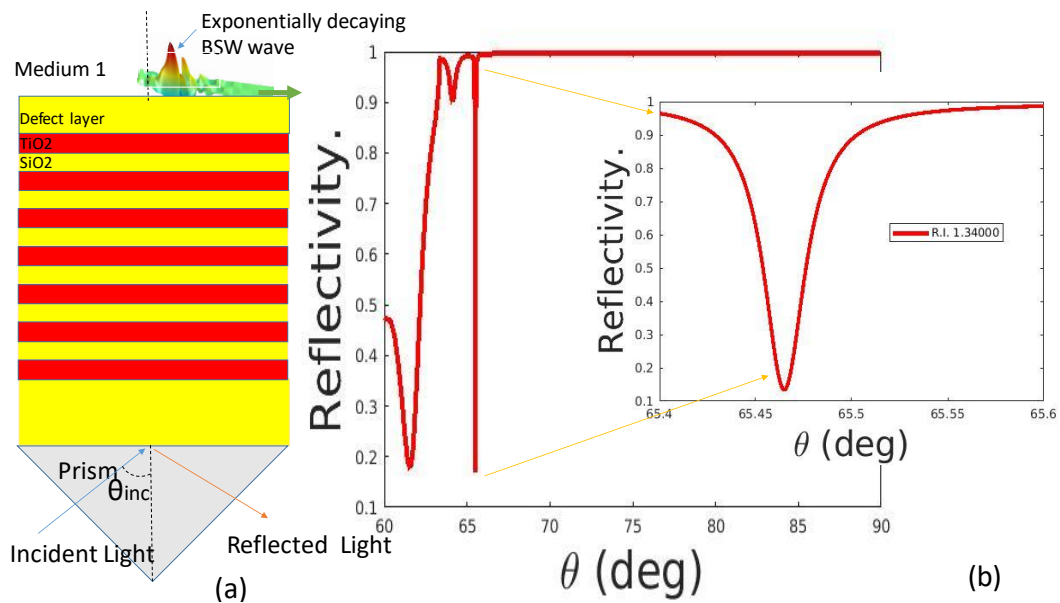 Exponentially decaying
BSW wave
Medium 1
Defect layer
TiO2
SiO2
Prism
θinc
Incident Light
Reflected Light
(a)
Reflectivity.
1
0.9
0.8
0.7
0.6
0.5
0.4
0.3
0.2
0.1
60
65
70
75
80
85
90
θ (deg)
Reflectivity.
1
0.9
0.8
0.7
0.6
0.5
0.4
0.3
0.2
0.1
R.I. 1.34000
65.4
65.45
65.5
65.55
65.6
θ (deg)
(b)